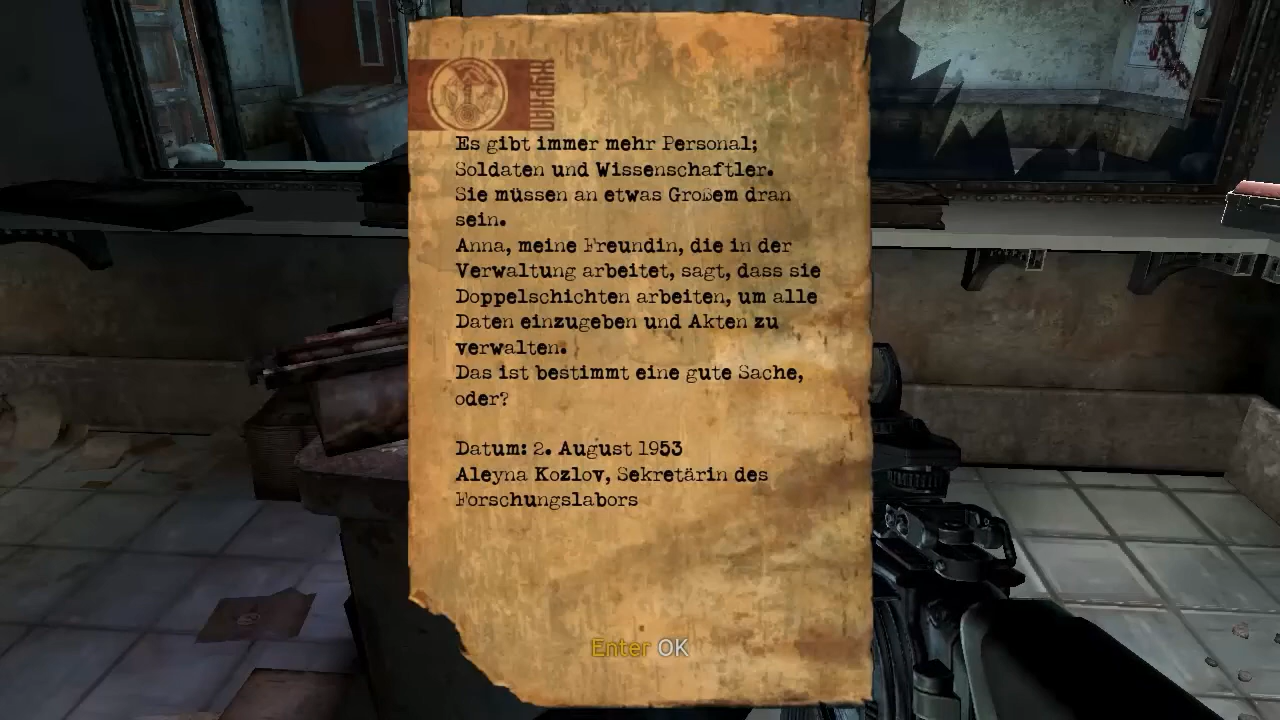 Es gibt immer mehr Personal;
Soldaten und Wissenschaftler.
Sie müssen an etwas Großem dran
sein.
Anna, meine Freundin, die in der
Verwaltung arbeitet, sagt, dass sie
Doppelschichten arbeiten, um alle
Daten einzugeben und Akten zu
verwalten.
Das ist bestimmt eine gute Sache,
oder?
Datum: 2. August 1953
Aleyna Kozlov, Sekretärin des
Forschungslabors
Enter OK